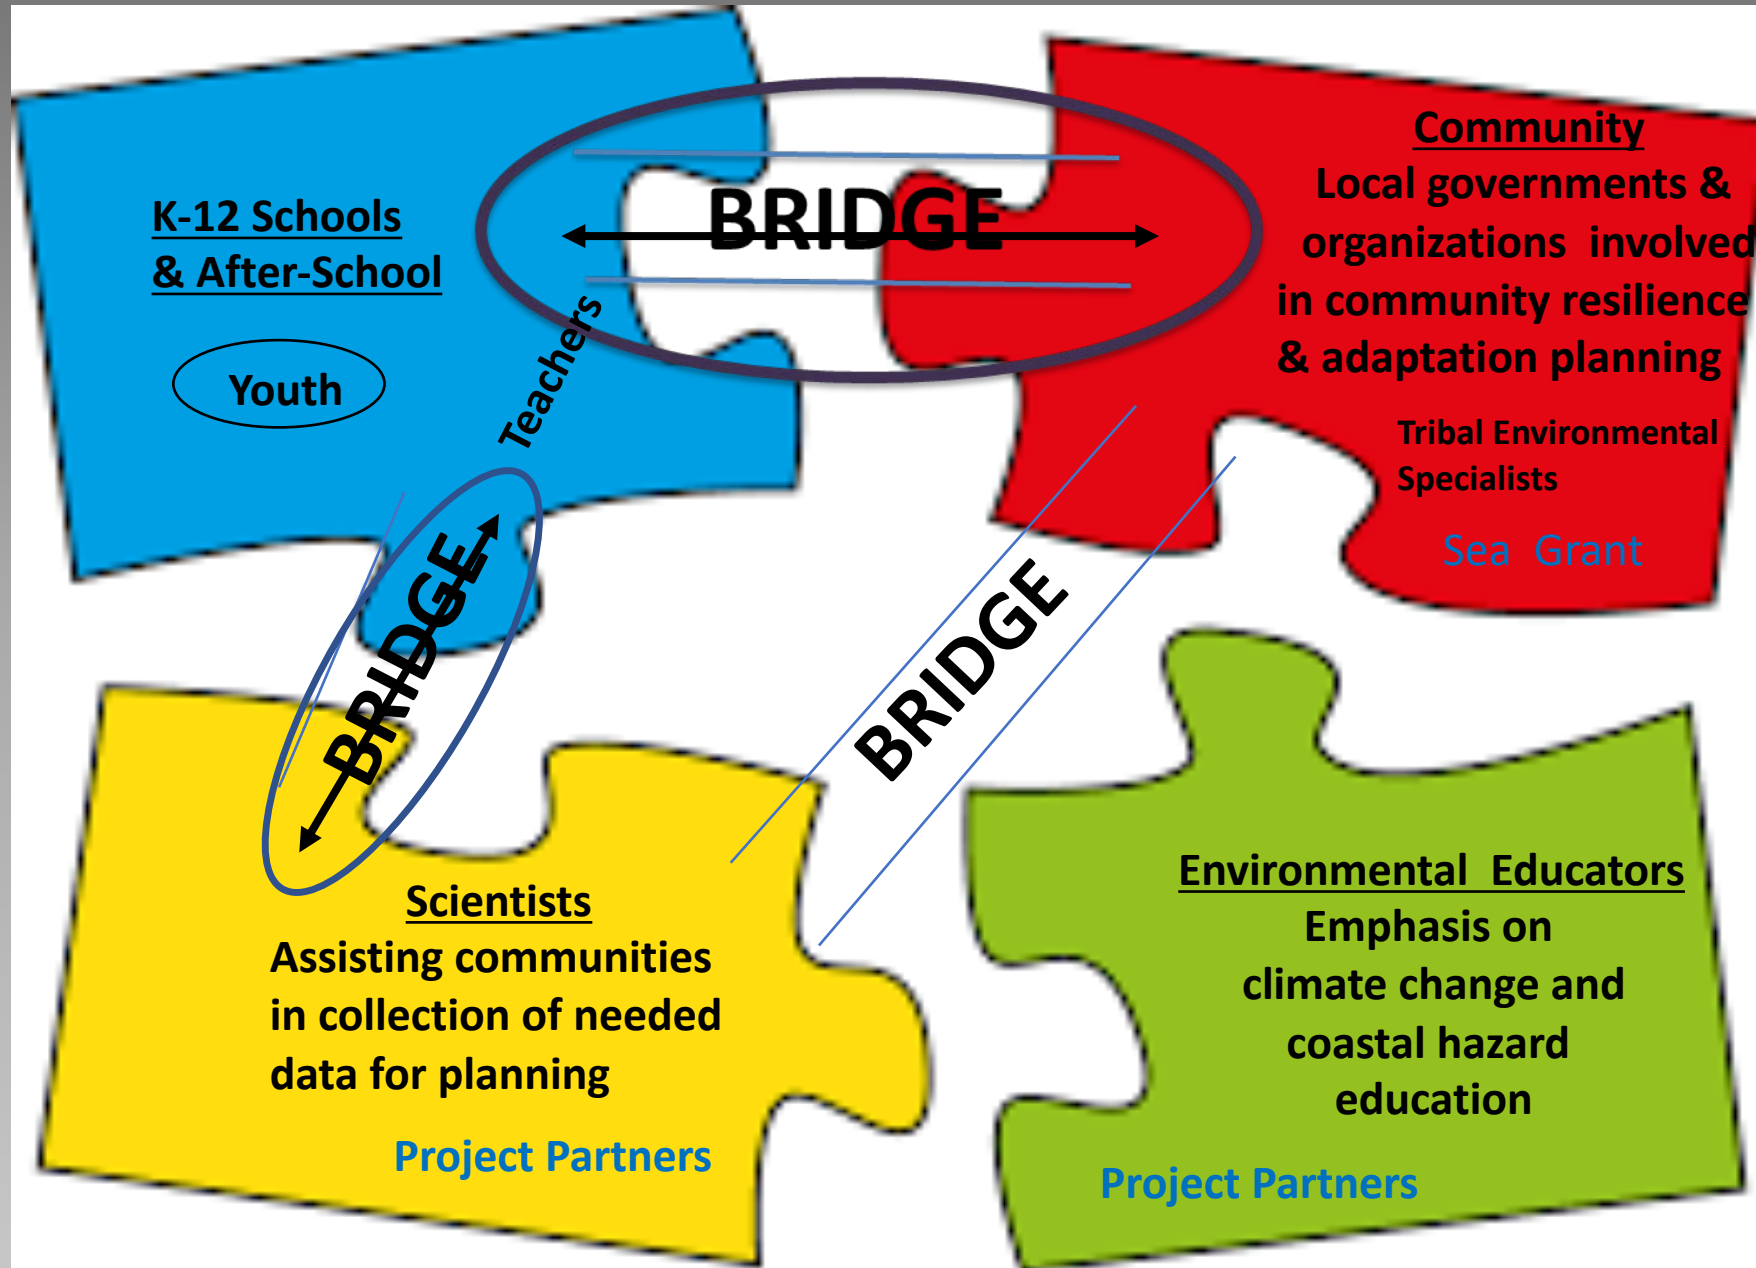 K-12 Schools
& After-School
Youth
Teachers
BRIDGE
Community
Local governments &
organizations involved
in community resilience
& adaptation planning
Tribal Environmental
Specialists
Sea Grant
BRIDGE
BRIDGE
Scientists
Assisting communities
in collection of needed
data for planning
Project Partners
Environmental Educators
Emphasis on
climate change and
coastal hazard
education
Project Partners